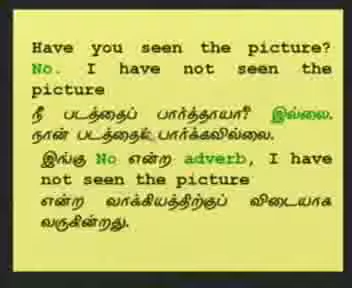 Have you seen the picture?
No. I have not seen the
picture
நீ படத்தைப் பார்த்தாயா? இல்லை.
நான் படத்தைப் பார்க்கவில்லை.
இங்கு No என்ற adverb, I have
not seen the picture
என்ற வாக்கியத்திற்குப் விடையாக
வருகின்றது.